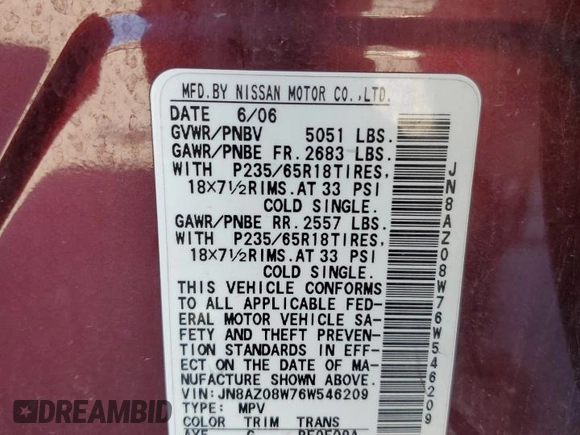 MFD.BY NISSAN MOTOR CO.,LTD.
DATE 6/06
GVWR/PNBV 5051 LBS.
GAWR/PNBE FR. 2683 LBS.
WITH P235/65R18TIRES,
18×7½RIMS.AT 33 PSI
COLD SINGLE.
GAWR/PNBE RR. 2557 LBS.
WITH P235/65R18TIRES,
18×7½RIMS.AT 33 PSI
COLD SINGLE.
THIS VEHICLE CONFORMS
TO ALL APPLICABLE FED-
ERAL MOTOR VEHICLE SA-
FETY AND THEFT PREVEN-
TION STANDARDS IN EFF-
ECT ON THE DATE OF MA-
NUFACTURE SHOWN ABOVE.
VIN:JN8AZ08W76W546209
TYPE: MPV
COLOR TRIM TRANS
JN8AZ08W76W546209
DREAMBID.COM